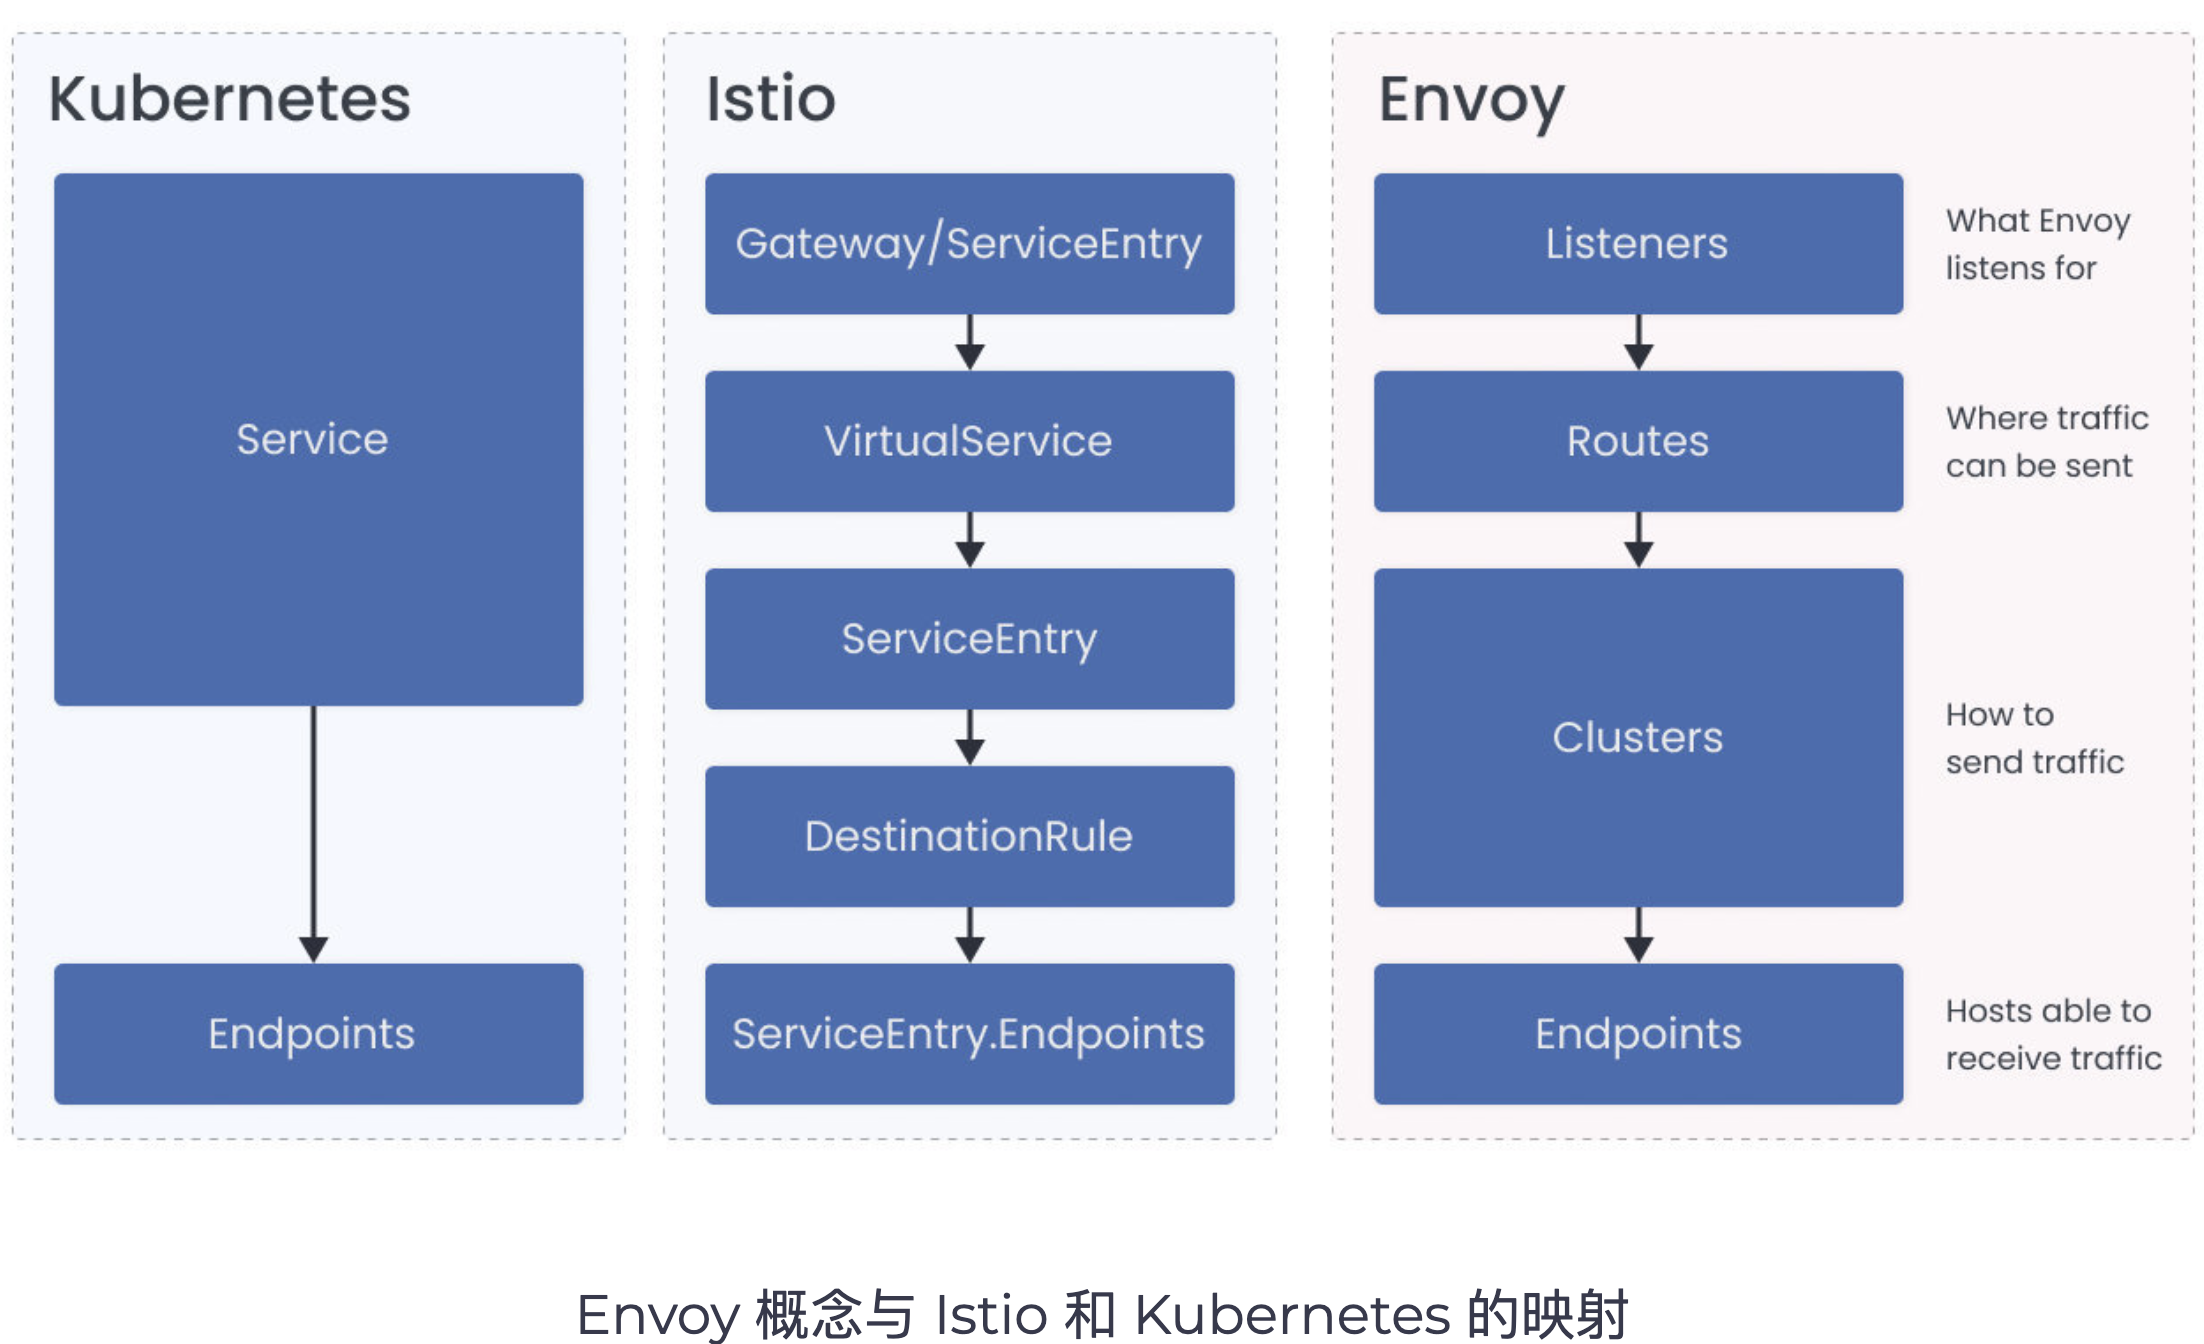 Kubernetes
Service
Endpoints
Istio
Gateway/ServiceEntry
VirtualService
ServiceEntry
DestinationRule
ServiceEntry.Endpoints
Envoy
Listeners
What Envoy
listens for
Routes
Where traffic
can be sent
Clusters
How to
send traffic
Endpoints
Hosts able to
receive traffic
Envoy 概念与 Istio 和 Kubernetes 的映射